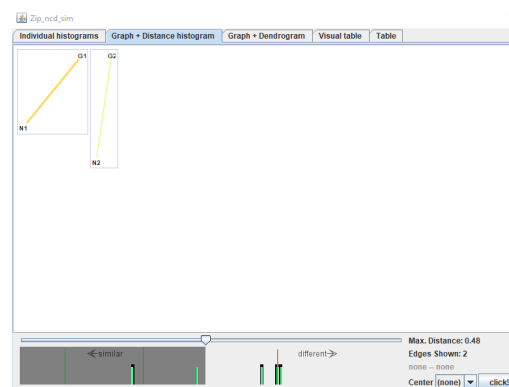 Zip_ncd_sim
Individual histograms Graph + Distance histogram Graph + Dendrogram Visual table Table
G1 G2
N1
N2
Max. Distance: 0.48
similar different Edges Shown: 2
none -- none
Center (none) click!